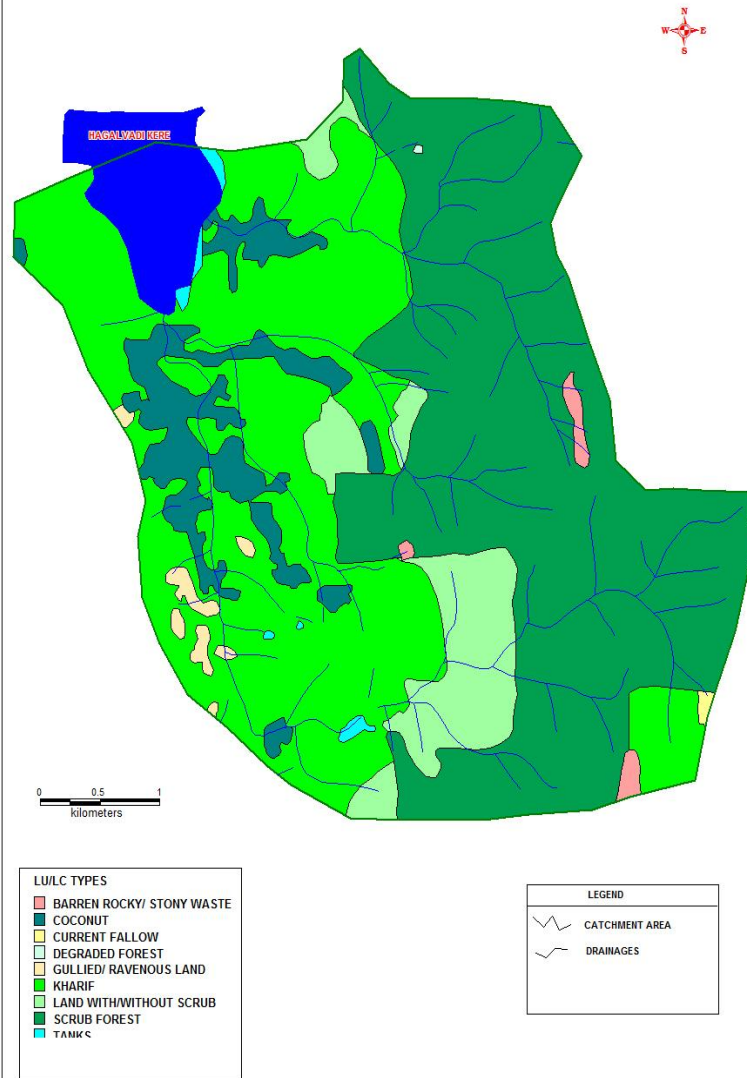 N
W E
S
HAGALVADI KERE
0 0.5 1
kilometers
LU/LC TYPES
BARREN ROCKY/ STONY WASTE
COCONUT
CURRENT FALLOW
DEGRADED FOREST
GULLIED/ RAVENOUS LAND
KHARIF
LAND WITH/WITHOUT SCRUB
SCRUB FOREST
TANKS
LEGEND
CATCHMENT AREA
DRAINAGES